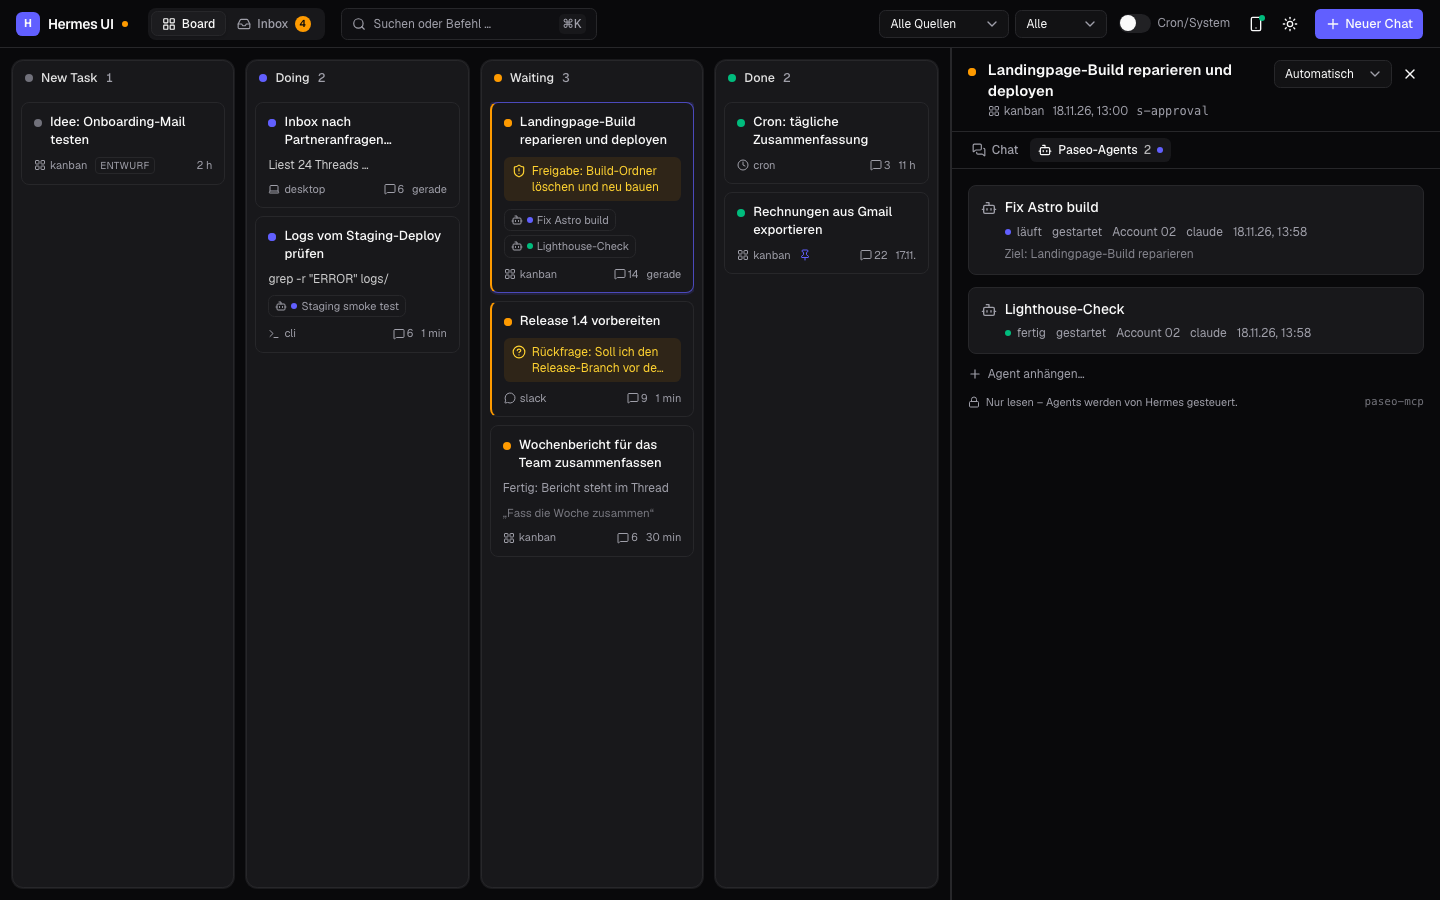 H Hermes UI
Board
Inbox 4
Suchen oder Befehl … ⌘K
Alle Quellen
Alle
Cron/System
Neuer Chat
New Task 1
Idee: Onboarding-Mail
testen
kanban ENTWURF 2 h
Doing 2
Inbox nach
Partneranfragen…
Liest 24 Threads …
desktop 6 gerade
Logs vom Staging-Deploy
prüfen
grep -r "ERROR" logs/
Staging smoke test
cli 6 1 min
Waiting 3
Landingpage-Build
reparieren und deployen
Freigabe: Build-Ordner
löschen und neu bauen
Fix Astro build
Lighthouse-Check
kanban 14 gerade
Release 1.4 vorbereiten
Rückfrage: Soll ich den
Release-Branch vor de…
slack 9 1 min
Wochenbericht für das
Team zusammenfassen
Fertig: Bericht steht im Thread
„Fass die Woche zusammen“
kanban 6 30 min
Done 2
Cron: tägliche
Zusammenfassung
cron 3 11 h
Rechnungen aus Gmail
exportieren
kanban 22 17.11.
Landingpage-Build reparieren und
deployen
Automatisch
kanban 18.11.26, 13:00 s-approval
Chat
Paseo-Agents 2
Fix Astro build
läuft gestartet Account 02 claude 18.11.26, 13:58
Ziel: Landingpage-Build reparieren
Lighthouse-Check
fertig gestartet Account 02 claude 18.11.26, 13:58
Agent anhängen…
Nur lesen – Agents werden von Hermes gesteuert. paseo-mcp